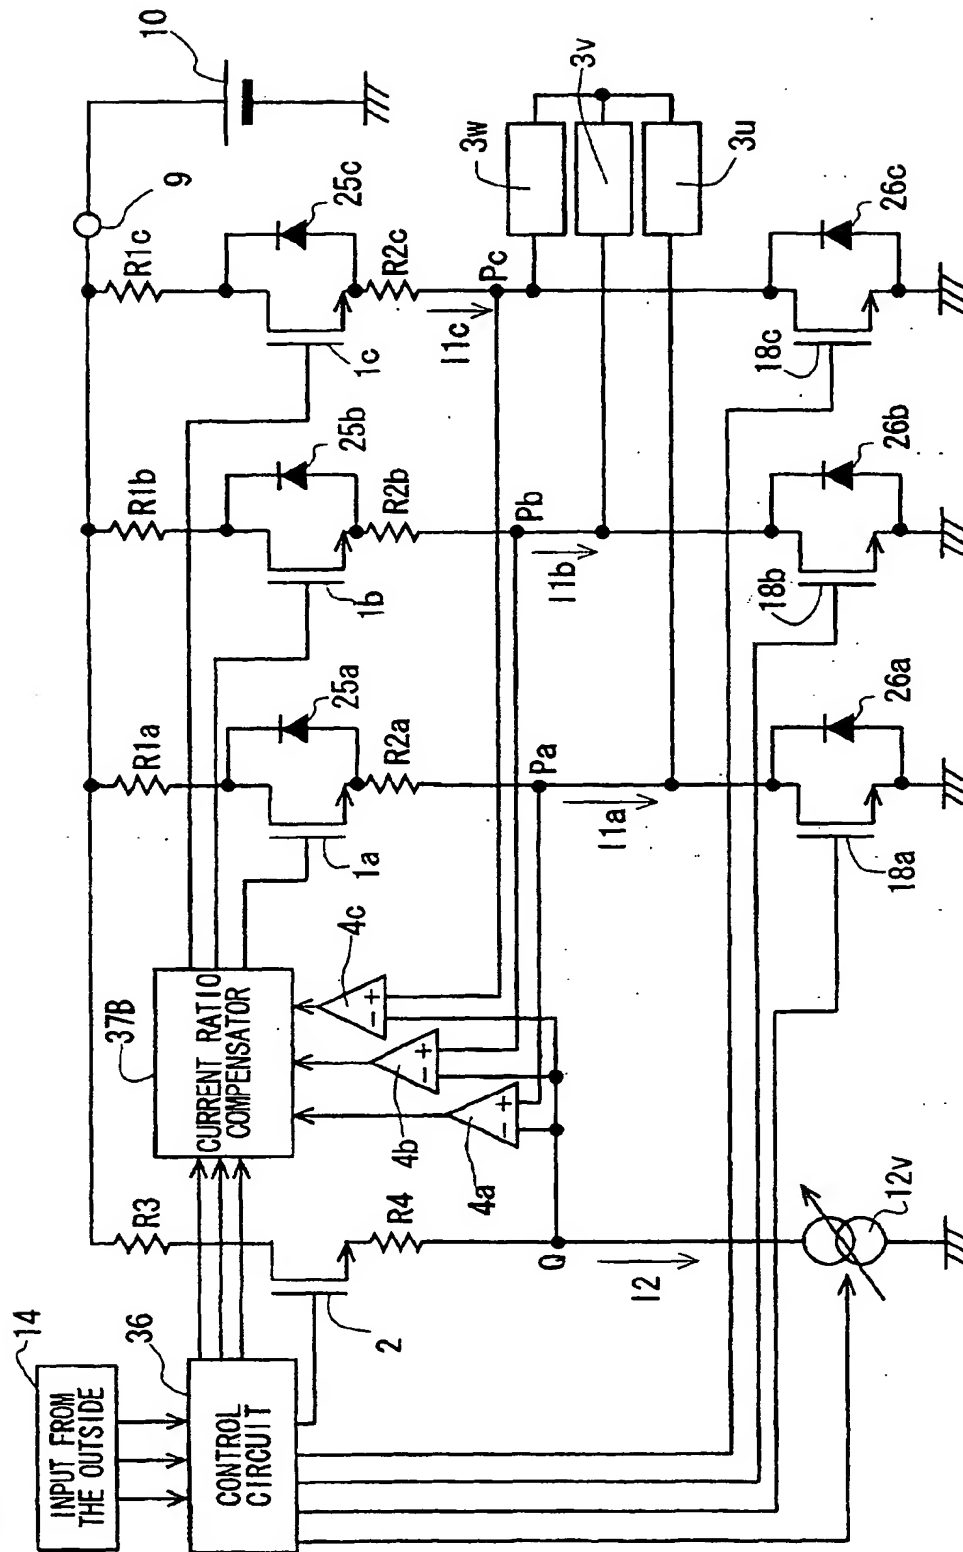 14
INPUT FROM
THE OUTSIDE
36
CONTROL
CIRCUIT
37B
CURRENT RATIO
COMPENSATOR
R3
2
R4
Q
I2
12v
4a
4b
4c
- +
- +
- +
R1a
25a
1a
R2a
Pa
I1a
18a
26a
R1b
25b
1b
R2b
Pb
I1b
18b
26b
R1c
25c
1c
R2c
Pc
I1c
18c
26c
9
10
3w
3v
3u